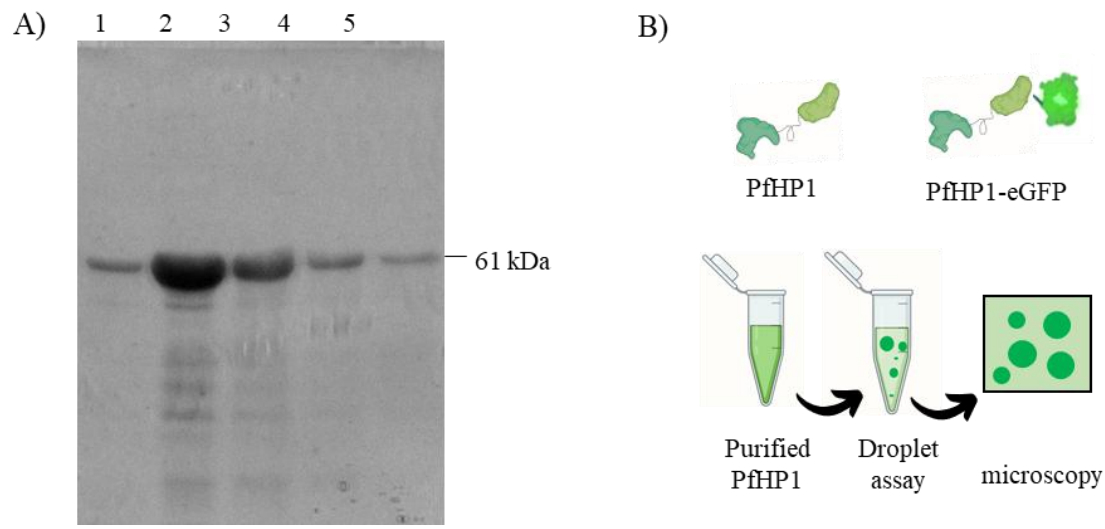 A)
1 2 3 4 5
61 kDa
B)
PfHP1
PfHP1-eGFP
Purified
PfHP1
Droplet
assay
microscopy